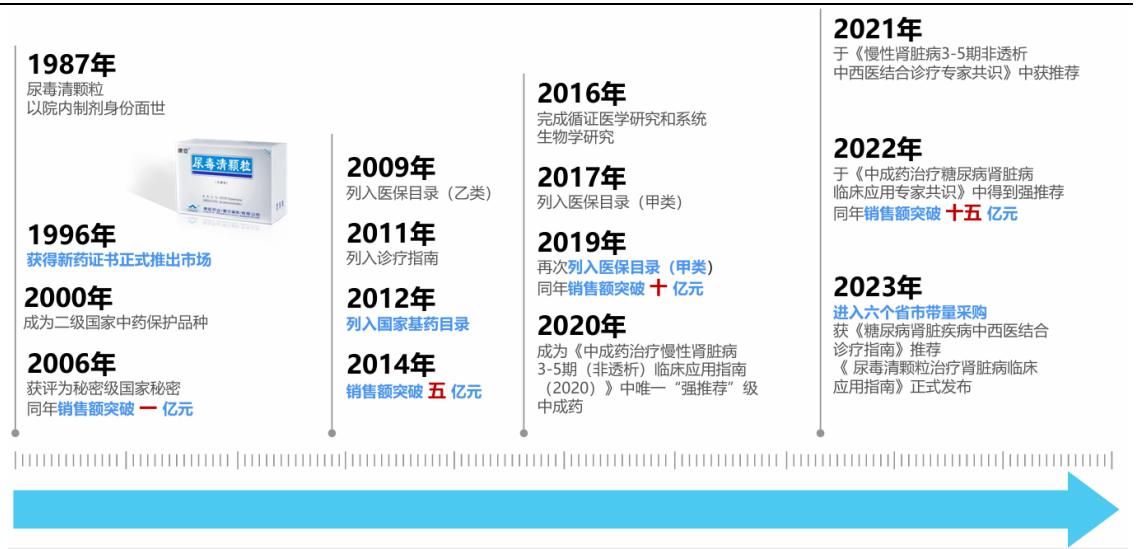 1987年
尿毒清颗粒
以院内制剂身份面世
康臣
尿毒清颗粒
1996年
获得新药证书正式推出市场
2000年
成为二级国家中药保护品种
2006年
获评为秘密级国家秘密
同年销售额突破 一 亿元
2009年
列入医保目录（乙类）
2011年
列入诊疗指南
2012年
列入国家基药目录
2014年
销售额突破 五 亿元
2016年
完成循证医学研究和系统
生物学研究
2017年
列入医保目录（甲类）
2019年
再次列入医保目录（甲类）
同年销售额突破 十 亿元
2020年
成为《中成药治疗慢性肾脏病
3-5期（非透析）临床应用指南
（2020）》中唯一“强推荐”级
中成药
2021年
于《慢性肾脏病3-5期非透析
中西医结合诊疗专家共识》中获推荐
2022年
于《中成药治疗糖尿病肾脏病
临床应用专家共识》中得到强推荐
同年销售额突破 十五 亿元
2023年
进入六个省市带量采购
获《糖尿病肾脏疾病中西医结合
诊疗指南》推荐
《 尿毒清颗粒治疗肾脏病临床
应用指南》正式发布